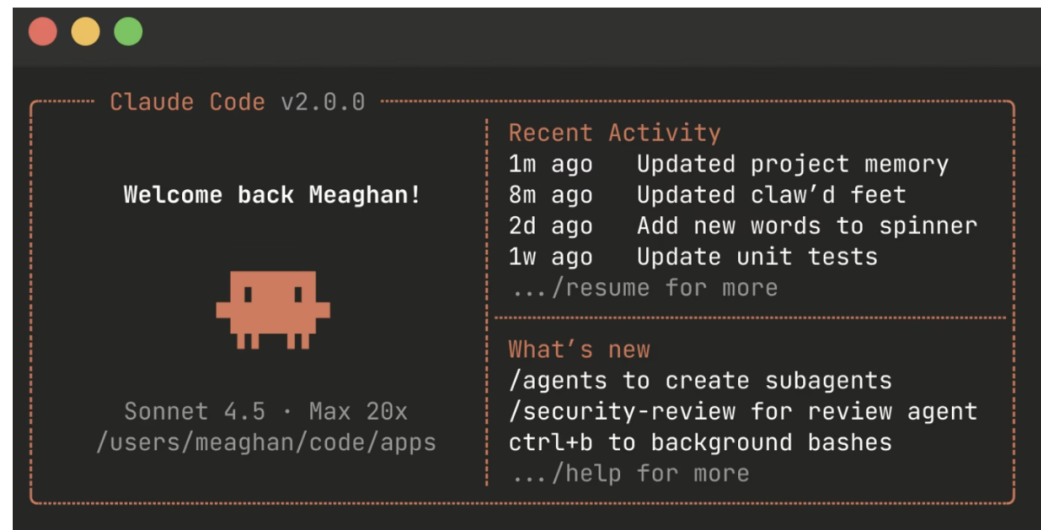 Claude Code v2.0.0
Welcome back Meaghan!
Sonnet 4.5 · Max 20x
/users/meaghan/code/apps
Recent Activity
1m ago Updated project memory
8m ago Updated claw’d feet
2d ago Add new words to spinner
1w ago Update unit tests
.../resume for more
What’s new
/agents to create subagents
/security-review for review agent
ctrl+b to background bashes
.../help for more